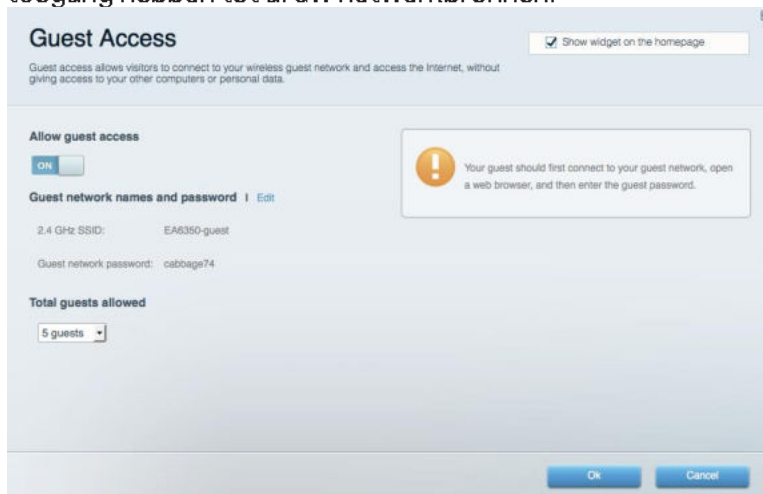 Guest Access
Show widget on the homepage
Guest access allows visitors to connect to your wireless guest network and access the Internet, without
giving access to your other computers or personal data.
Allow guest access
ON
Your guest should first connect to your guest network, open
a web browser, and then enter the guest password.
Guest network names and password | Edit
2.4 GHz SSID: EA6350-guest
Guest network password: cabbage74
Total guests allowed
5 guests
Ok Cancel